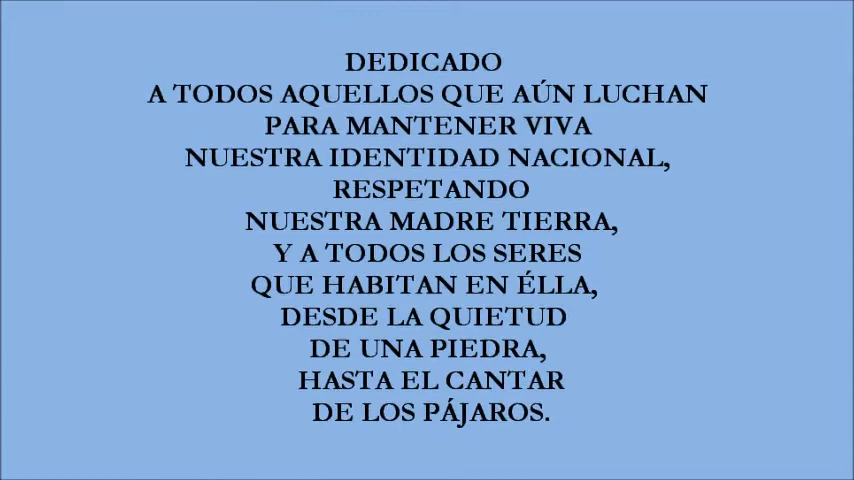 DEDICADO
A TODOS AQUELLOS QUE AÚN LUCHAN
PARA MANTENER VIVA
NUESTRA IDENTIDAD NACIONAL,
RESPETANDO
NUESTRA MADRE TIERRA,
Y A TODOS LOS SERES
QUE HABITAN EN ÉLLA,
DESDE LA QUIETUD
DE UNA PIEDRA,
HASTA EL CANTAR
DE LOS PÁJAROS.